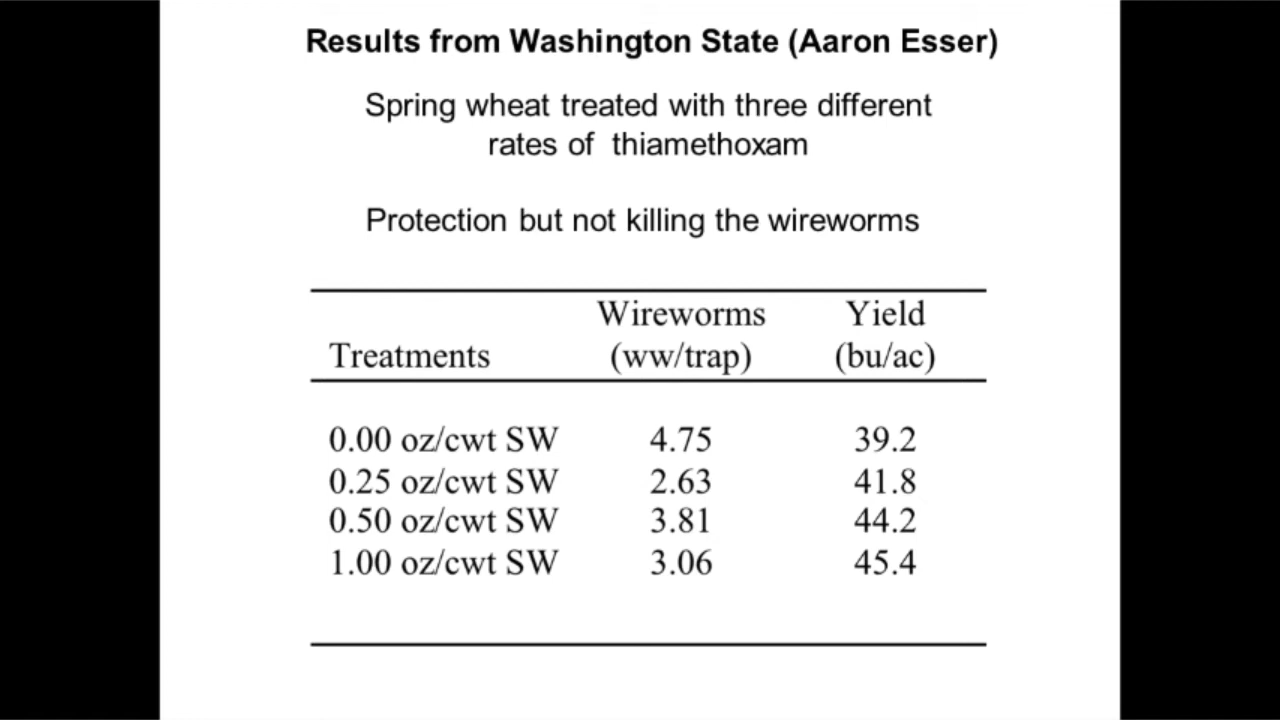 Results from Washington State (Aaron Esser)
Spring wheat treated with three different
rates of thiamethoxam
Protection but not killing the wireworms
Wireworms Yield
Treatments (ww/trap) (bu/ac)
0.00 oz/cwt SW 4.75 39.2
0.25 oz/cwt SW 2.63 41.8
0.50 oz/cwt SW 3.81 44.2
1.00 oz/cwt SW 3.06 45.4